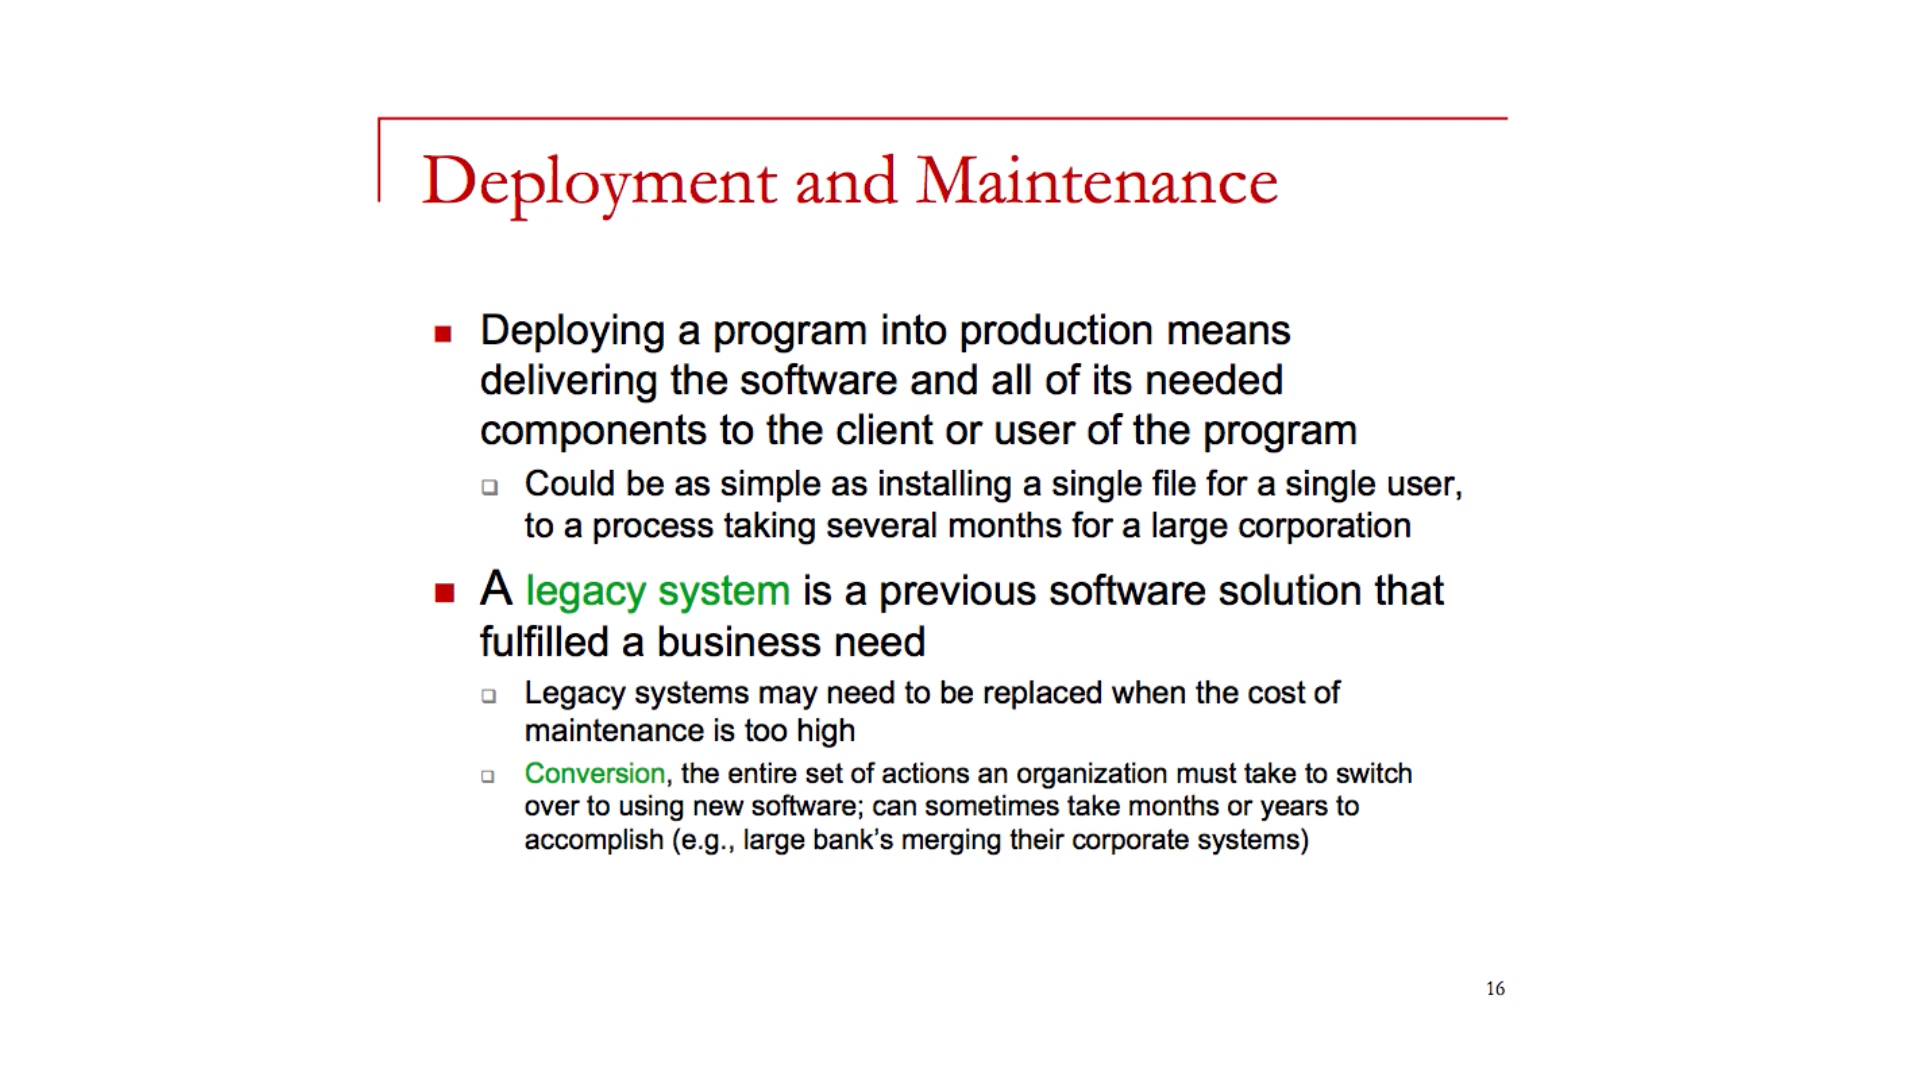 Deployment and Maintenance
Deploying a program into production means
delivering the software and all of its needed
components to the client or user of the program
Could be as simple as installing a single file for a single user,
to a process taking several months for a large corporation
A legacy system is a previous software solution that
fulfilled a business need
Legacy systems may need to be replaced when the cost of
maintenance is too high
Conversion, the entire set of actions an organization must take to switch
over to using new software; can sometimes take months or years to
accomplish (e.g., large bank’s merging their corporate systems)
16